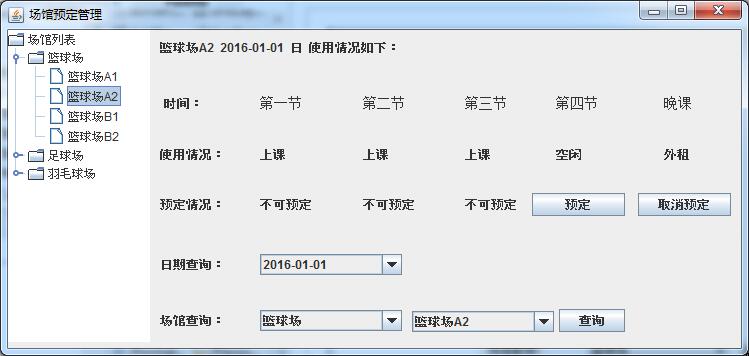 场馆预定管理
场馆列表
篮球场
篮球场A1
篮球场A2
篮球场B1
篮球场B2
足球场
羽毛球场
篮球场A2 2016-01-01 日 使用情况如下：
时间： 第一节 第二节 第三节 第四节 晚课
使用情况： 上课 上课 上课 空闲 外租
预定情况： 不可预定 不可预定 不可预定 预定 取消预定
日期查询： 2016-01-01
场馆查询： 篮球场 篮球场A2 查询